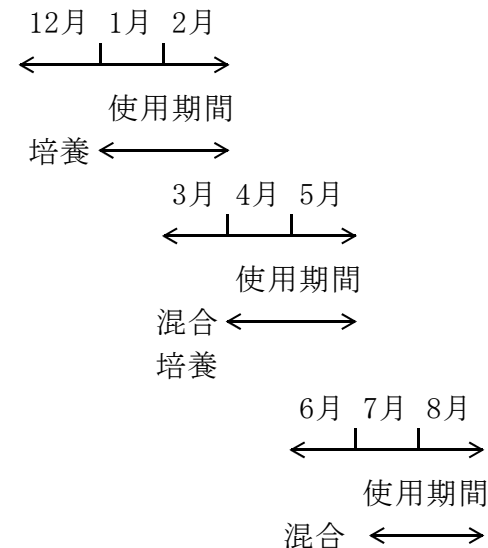 12月 1月 2月
使用期間
培養
3月 4月 5月
使用期間
混合
培養
6月 7月 8月
使用期間
混合